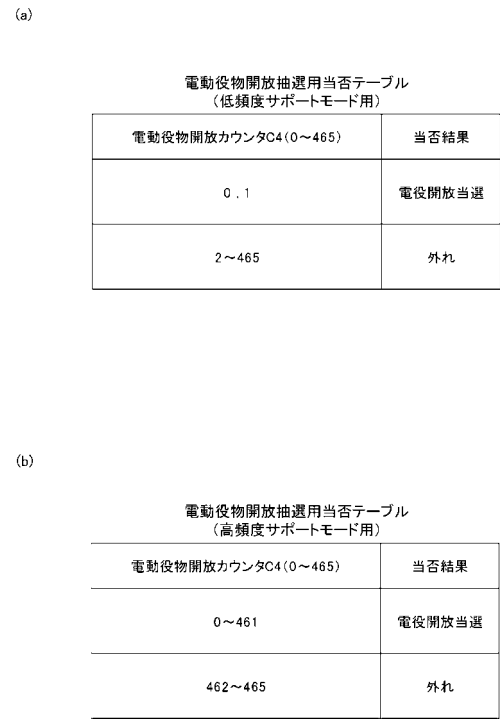 (a)
電動役物開放抽選用当否テーブル
(低頻度サポートモード用)
電動役物開放カウンタC4(0～465) 当否結果
0 , 1 電役開放当選
2～465 外れ
(b)
電動役物開放抽選用当否テーブル
(高頻度サポートモード用)
電動役物開放カウンタC4(0～465) 当否結果
0～461 電役開放当選
462～465 外れ